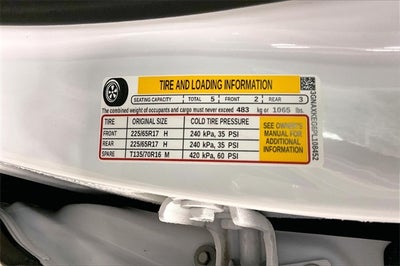 TIRE AND LOADING INFORMATION
SEATING CAPACITY TOTAL 5 FRONT 2 REAR 3
The combined weight of occupants and cargo must never exceed 483 kg or 1065 lbs.
TIRE ORIGINAL SIZE COLD TIRE PRESSURE
FRONT 225/65R17 H 240 kPa, 35 PSI
REAR 225/65R17 H 240 kPa, 35 PSI
SPARE T135/70R16 M 420 kPa, 60 PSI
SEE OWNER'S
MANUAL FOR
ADDITIONAL
INFORMATION
3GNAXKEG6PL108452